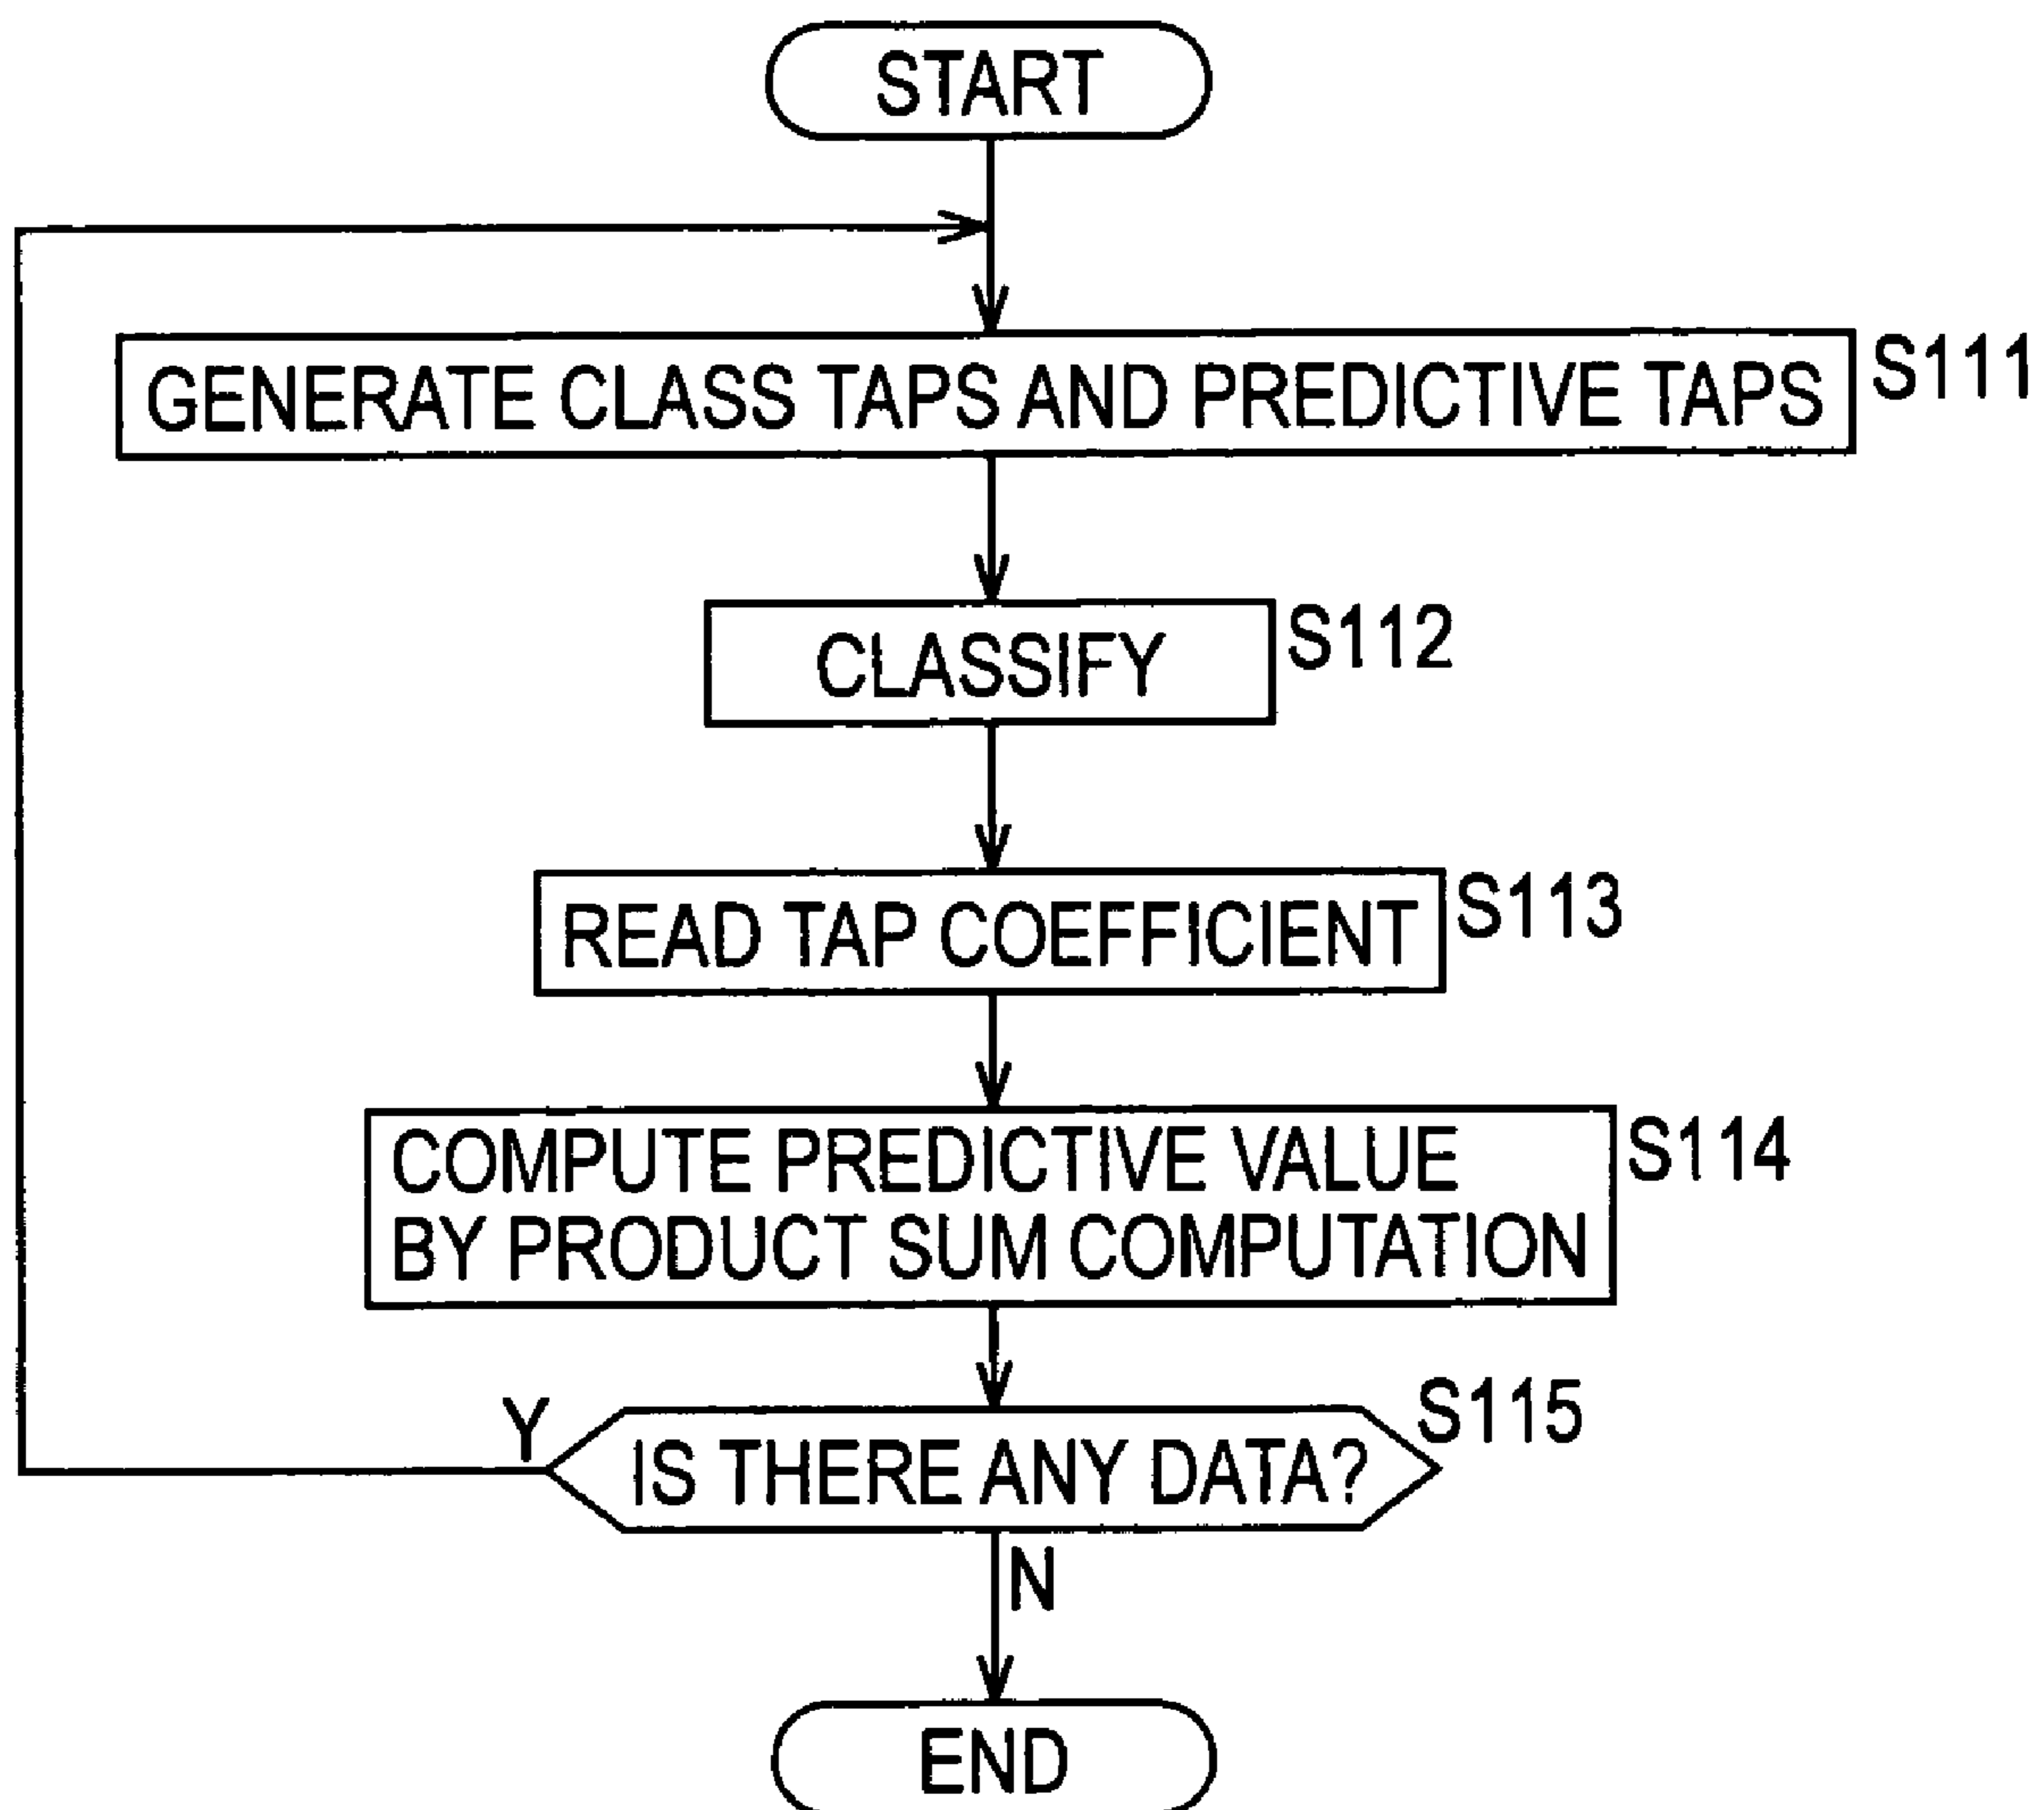 START
GENERATE CLASS TAPS AND PREDICTIVE TAPS
S111
CLASSIFY
S112
READ TAP COEFFICIENT
S113
COMPUTE PREDICTIVE VALUE
BY PRODUCT SUM COMPUTATION
S114
Y
IS THERE ANY DATA?
S115
N
END